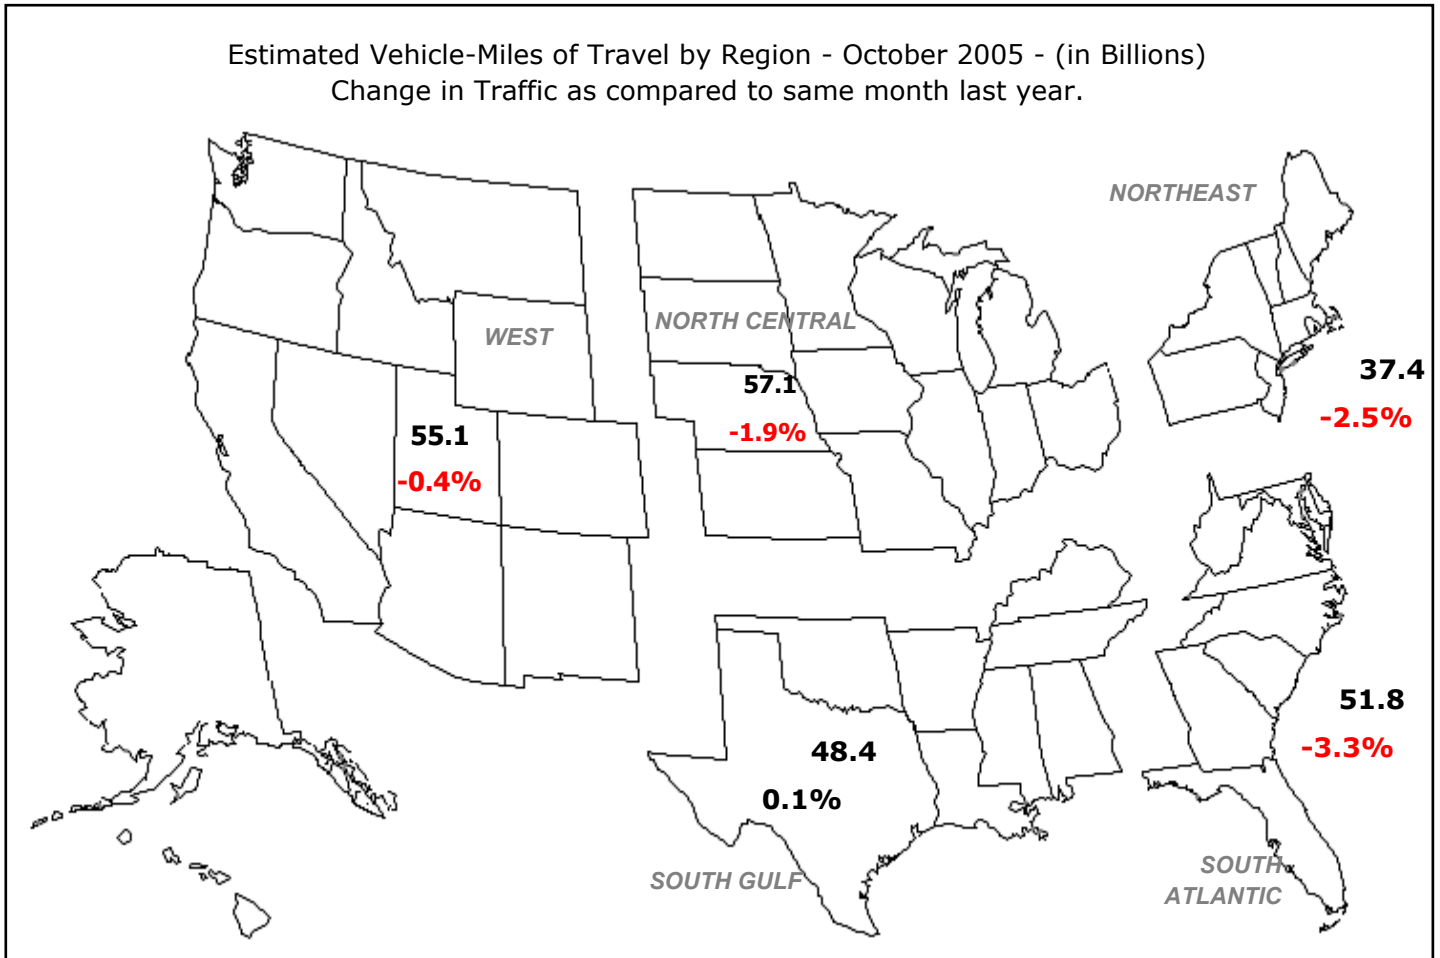 Estimated Vehicle-Miles of Travel by Region - October 2005 - (in Billions)
Change in Traffic as compared to same month last year.
NORTHEAST
37.4
-2.5%
WEST
55.1
-0.4%
NORTH CENTRAL
57.1
-1.9%
SOUTH GULF
48.4
0.1%
51.8
-3.3%
SOUTH
ATLANTIC